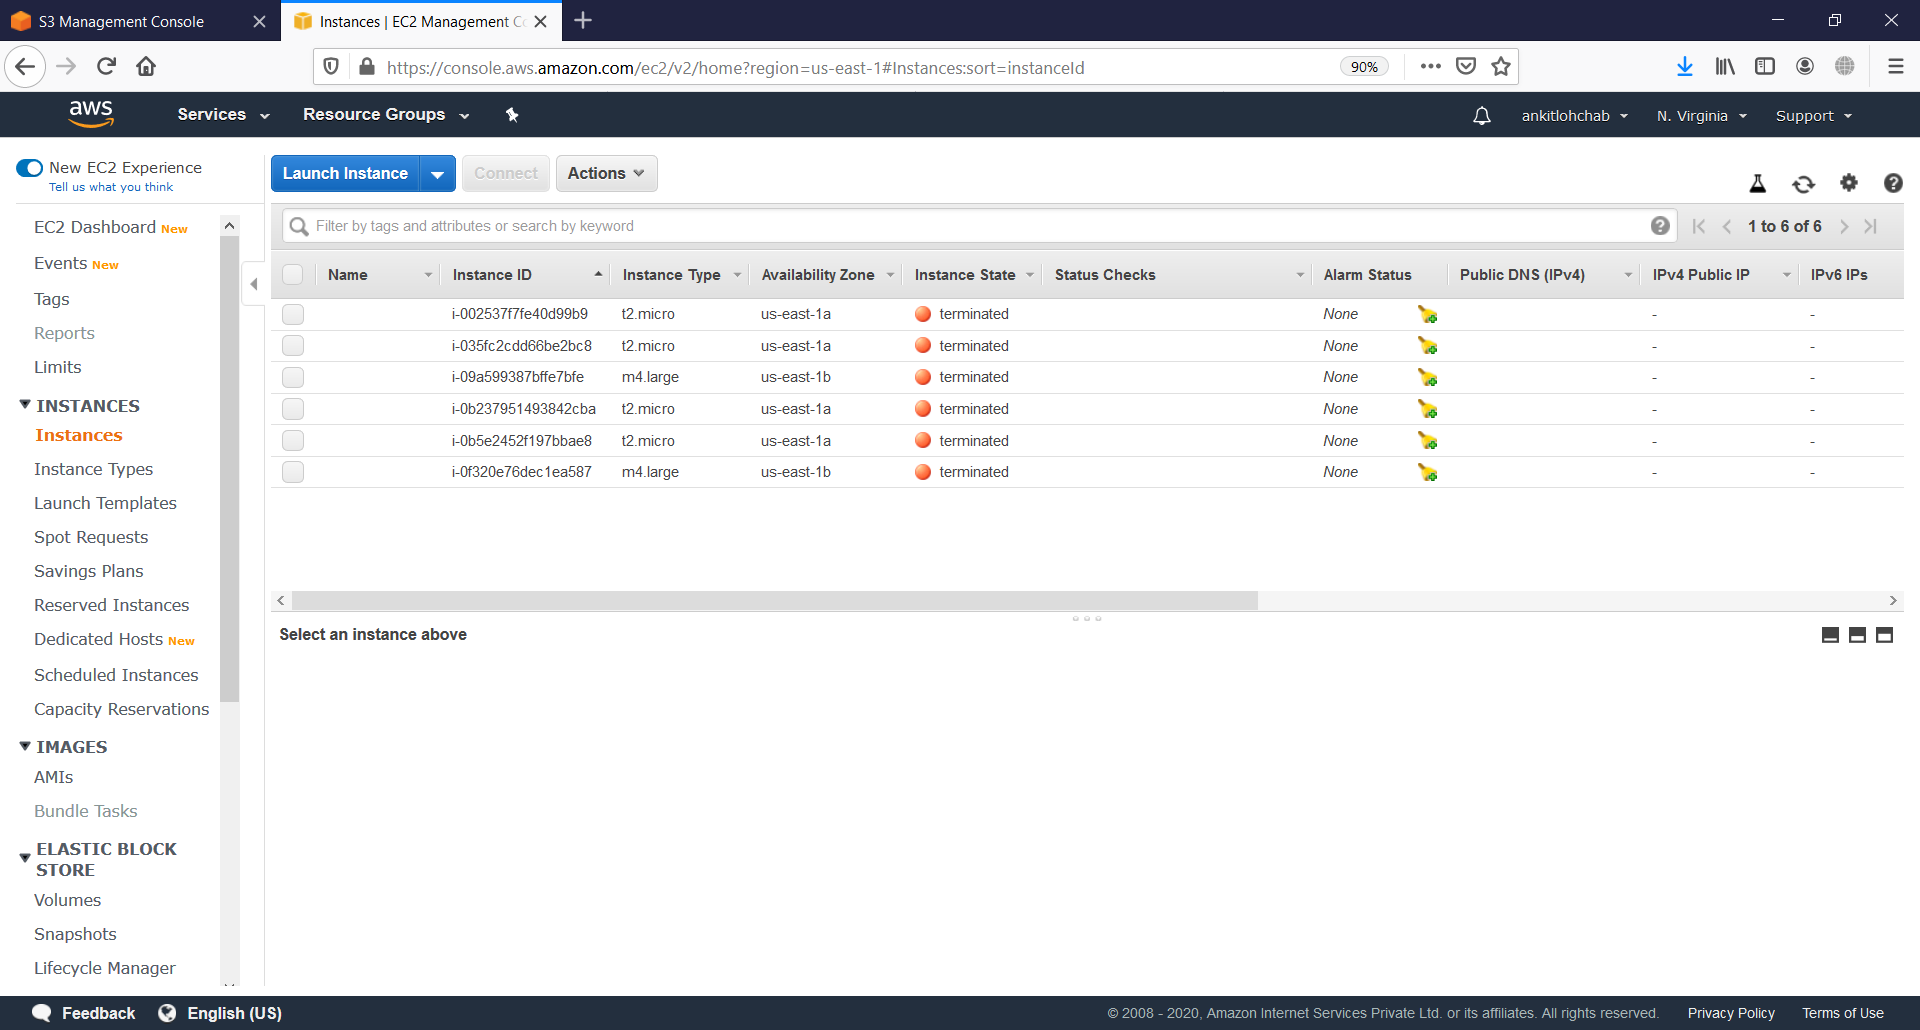 S3 Management Console
Instances | EC2 Management Co
https://console.aws.amazon.com/ec2/v2/home?region=us-east-1#Instances:sort=instanceId
90%
aws
Services
Resource Groups
ankitlohchab
N. Virginia
Support
New EC2 Experience
Tell us what you think
EC2 Dashboard New
Events New
Tags
Reports
Limits
INSTANCES
Instances
Instance Types
Launch Templates
Spot Requests
Savings Plans
Reserved Instances
Dedicated Hosts New
Scheduled Instances
Capacity Reservations
IMAGES
AMIs
Bundle Tasks
ELASTIC BLOCK
STORE
Volumes
Snapshots
Lifecycle Manager
Launch Instance
Connect
Actions
Filter by tags and attributes or search by keyword
1 to 6 of 6
Name Instance ID Instance Type Availability Zone Instance State Status Checks Alarm Status Public DNS (IPv4) IPv4 Public IP IPv6 IPs
i-002537f7fe40d99b9 t2.micro us-east-1a terminated None - -
i-035fc2cdd66be2bc8 t2.micro us-east-1a terminated None - -
i-09a599387bffe7bfe m4.large us-east-1b terminated None - -
i-0b237951493842cba t2.micro us-east-1a terminated None - -
i-0b5e2452f197bbae8 t2.micro us-east-1a terminated None - -
i-0f320e76dec1ea587 m4.large us-east-1b terminated None - -
Select an instance above
Feedback
English (US)
© 2008 - 2020, Amazon Internet Services Private Ltd. or its affiliates. All rights reserved.
Privacy Policy
Terms of Use